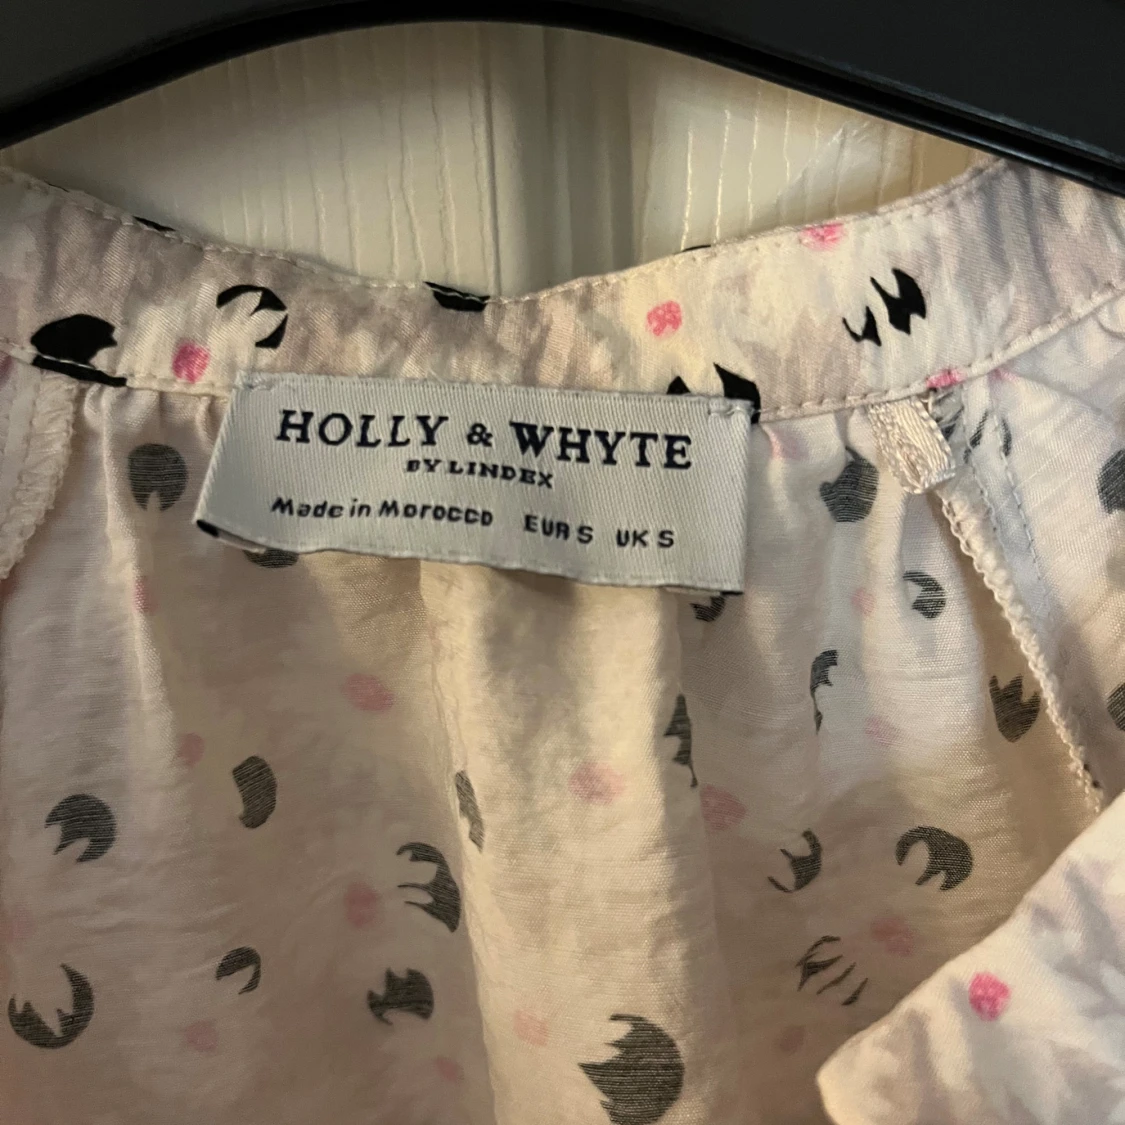 HOLLY & WHYTE
BY LINDEX
Made in Morocco EUR S UK S